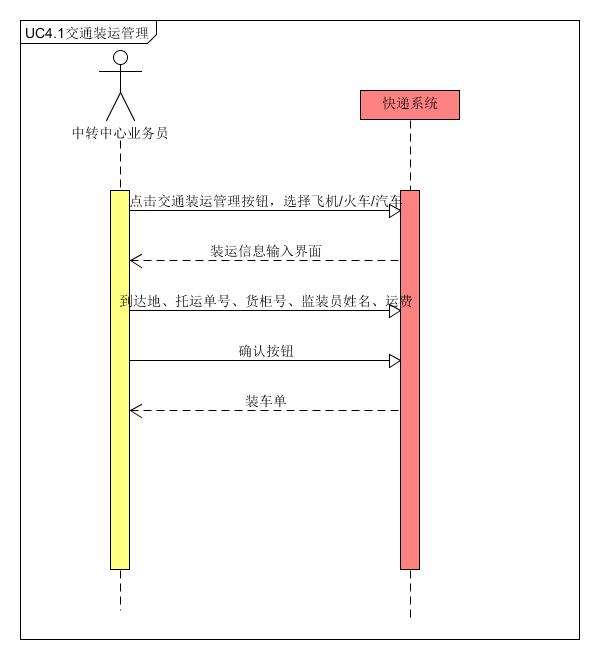 UC4.1交通装运管理
中转中心业务员
快递系统
点击交通装运管理按钮，选择飞机/火车/汽车
装运信息输入界面
到达地、托运单号、货柜号、监装员姓名、运费
确认按钮
装车单